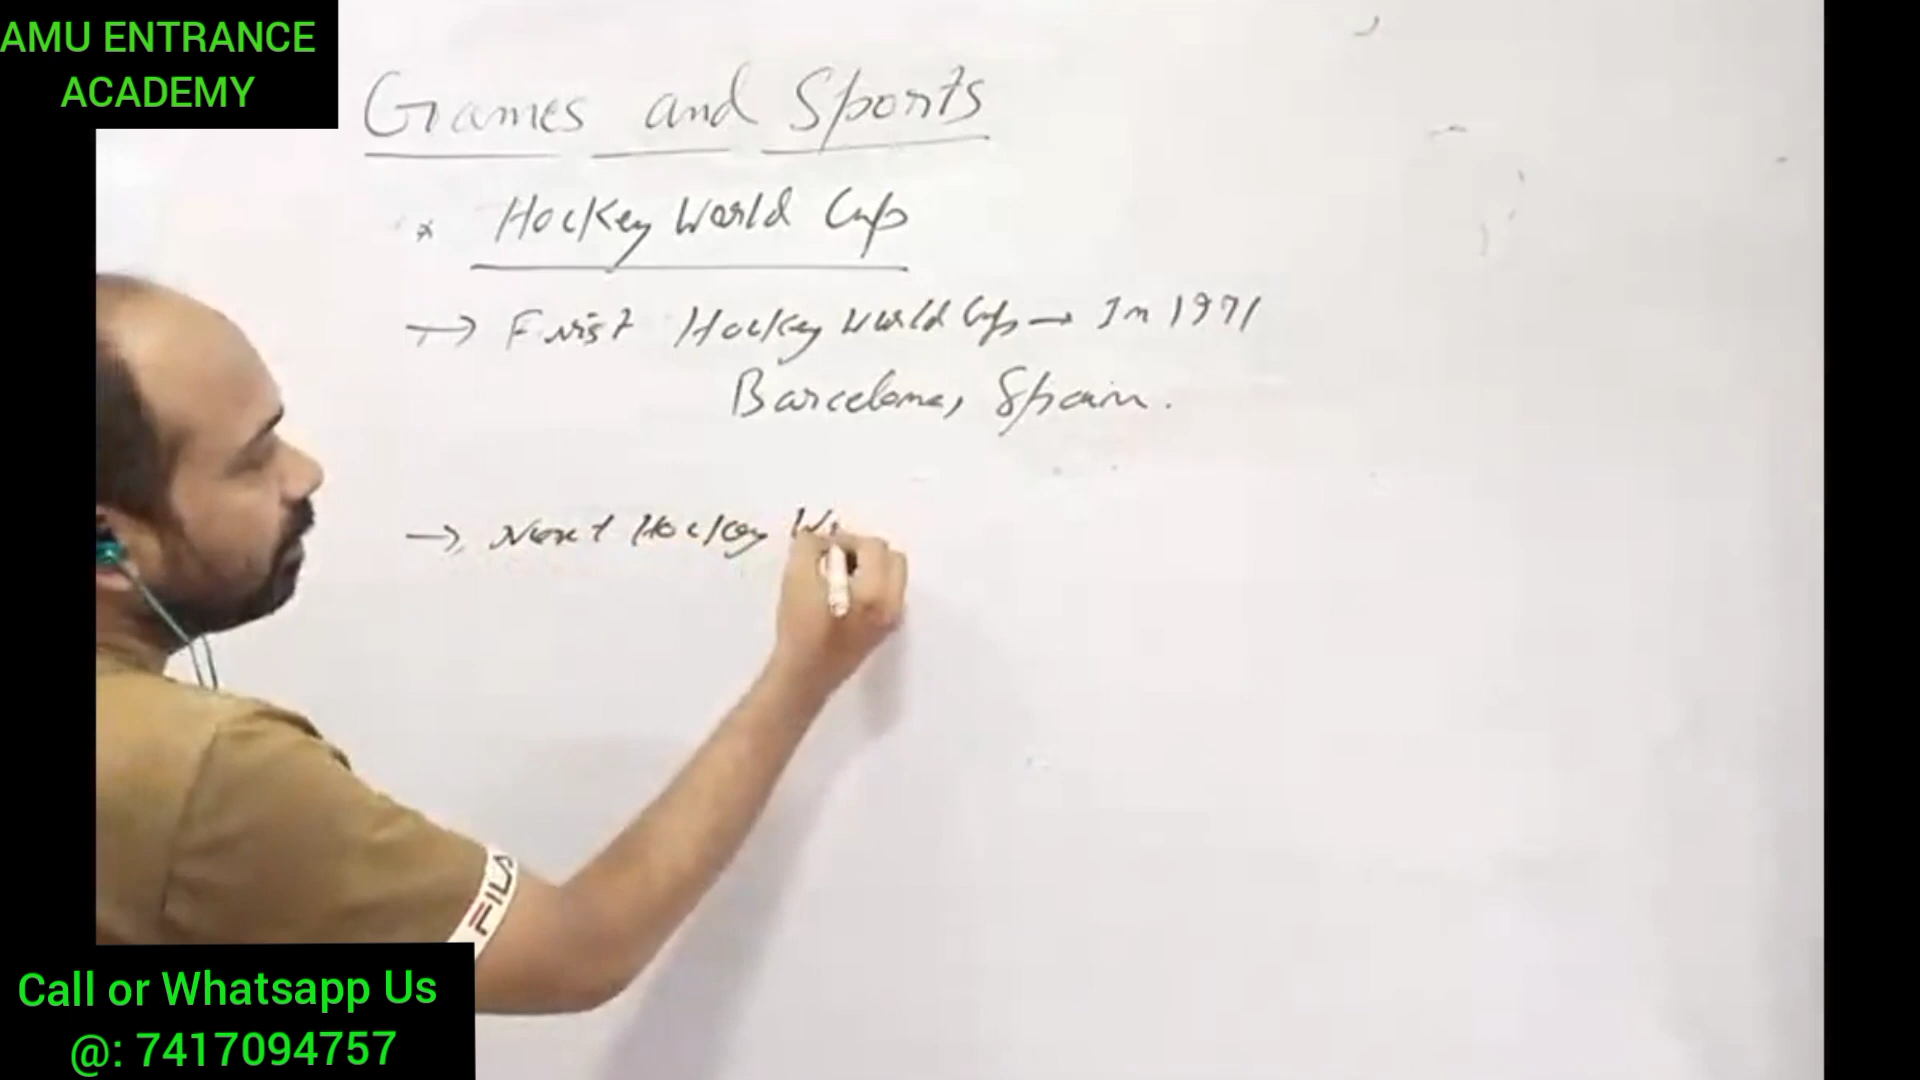 AMU ENTRANCE
ACADEMY
Games and Sports
* Hockey World Cup
→ First Hockey World Cup → In 1971
Barcelona, Spain.
→ Next Hockey Wo
FILA
Call or Whatsapp Us
@: 7417094757